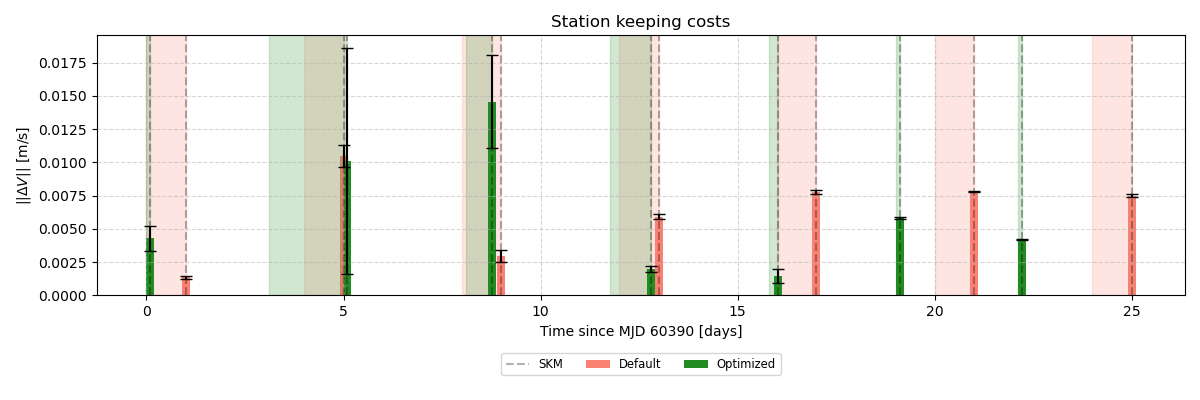 Station keeping costs
||ΔV|| [m/s]
0.0175
0.0150
0.0125
0.0100
0.0075
0.0050
0.0025
0.0000
0 5 10 15 20 25
Time since MJD 60390 [days]
SKM Default Optimized